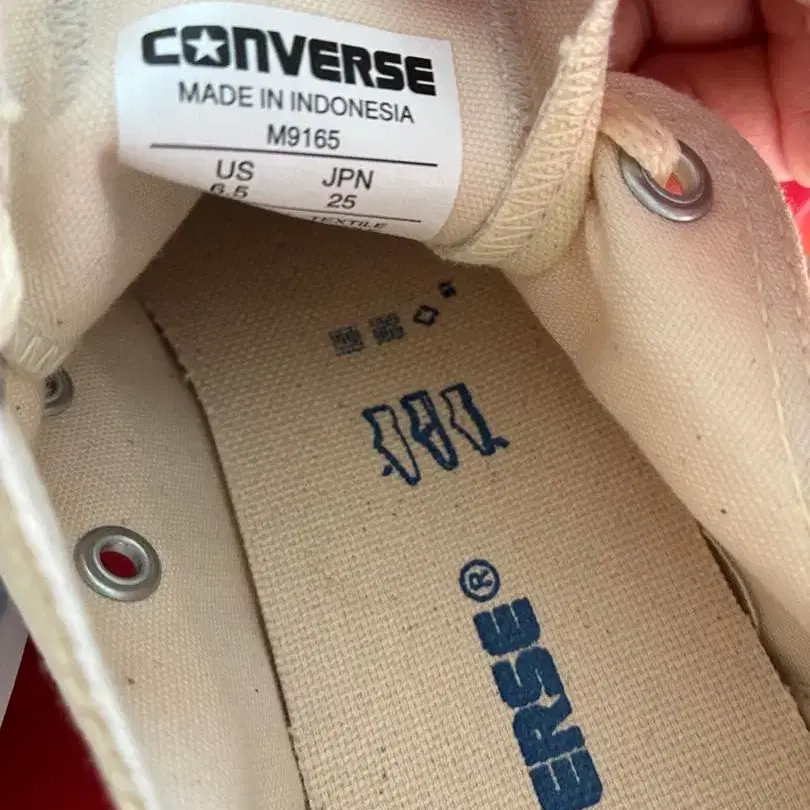 CONVERSE
MADE IN INDONESIA
M9165
US JPN
6.5 25
TEXTILE
ERSE®